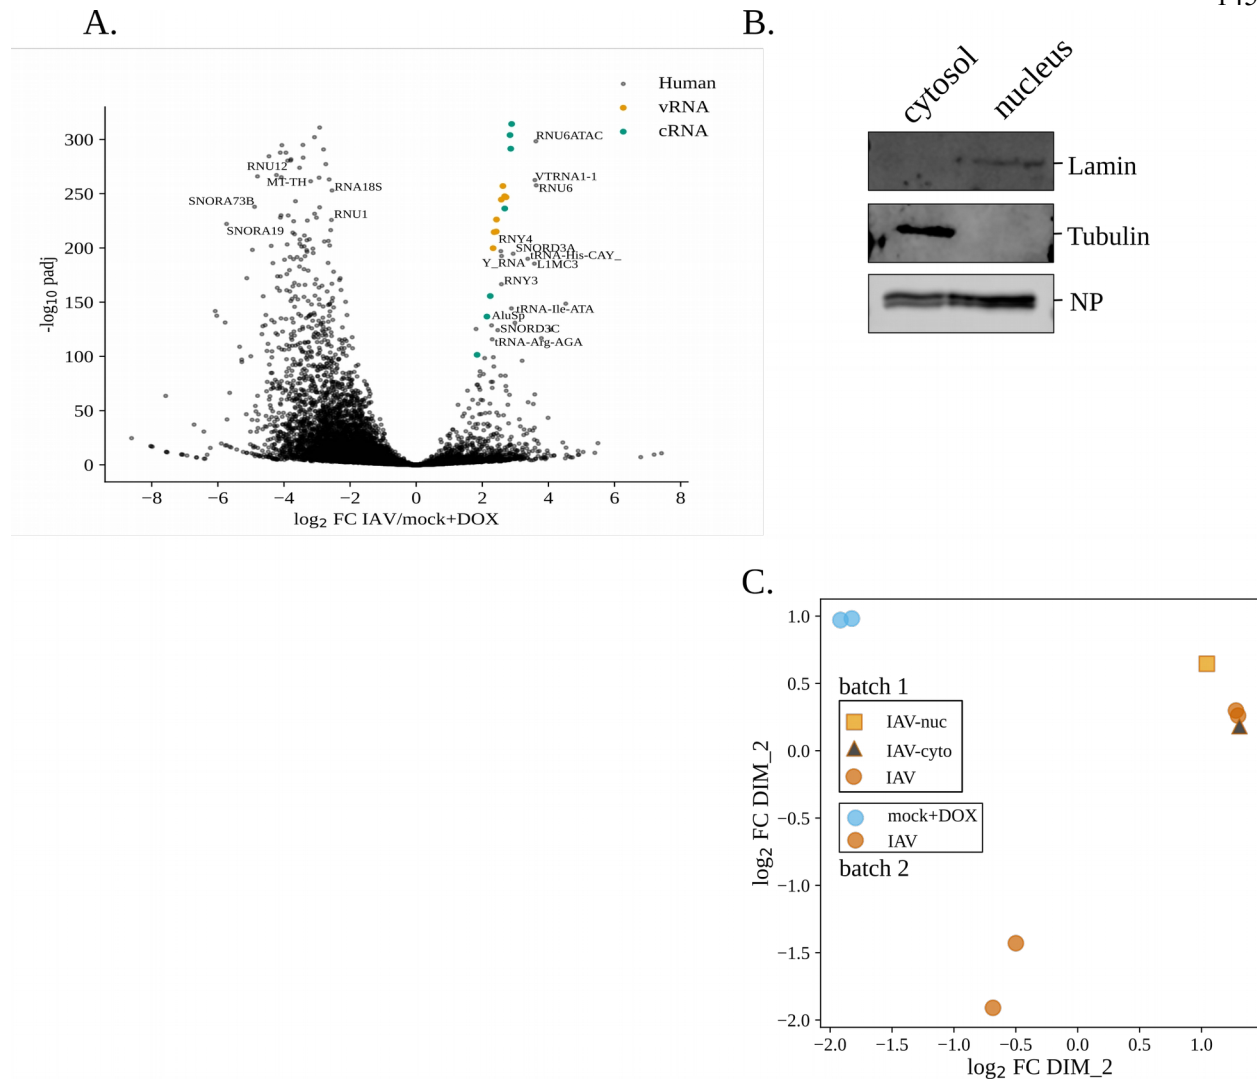 A.
B.
Human
vRNA
cRNA
300
250
200
150
100
50
0
-log10 padj
RNU6ATAC
RNU12
MT-TH
RNA18S
VTRNA1-1
RNU6
SNORA73B
RNU1
SNORA19
RNY4
SNORD3A
Y_RNA
tRNA-His-CAY_
L1MC3
RNY3
tRNA-Ile-ATA
AluSp
SNORD3C
tRNA-Arg-AGA
−8 −6 −4 −2 0 2 4 6 8
log2 FC IAV/mock+DOX
cytosol
nucleus
Lamin
Tubulin
NP
C.
1.0
0.5
0.0
−0.5
−1.0
−1.5
−2.0
log2 FC DIM_2
batch 1
IAV-nuc
IAV-cyto
IAV
mock+DOX
IAV
batch 2
−2.0 −1.5 −1.0 −0.5 0.0 0.5 1.0
log2 FC DIM_2